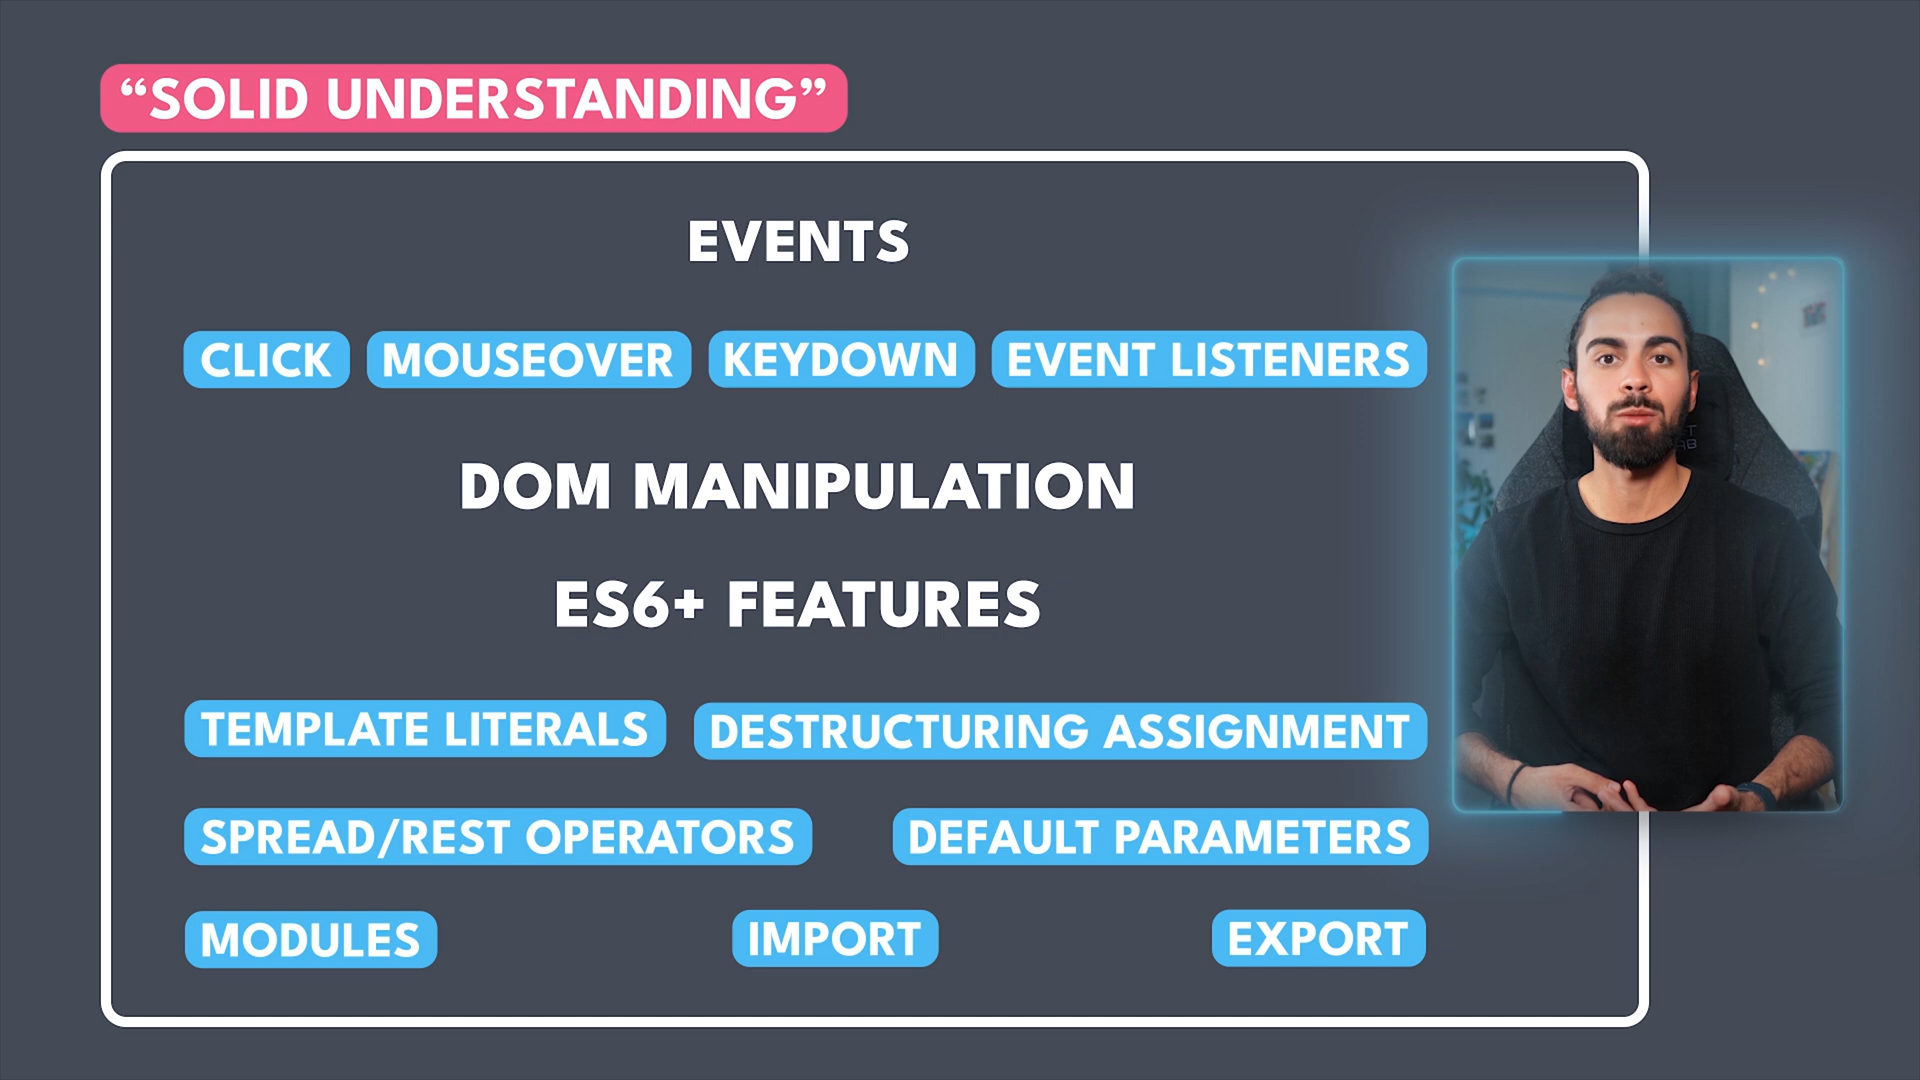 “SOLID UNDERSTANDING”
EVENTS
CLICK MOUSEOVER KEYDOWN EVENT LISTENERS
DOM MANIPULATION
ES6+ FEATURES
TEMPLATE LITERALS DESTRUCTURING ASSIGNMENT
SPREAD/REST OPERATORS DEFAULT PARAMETERS
MODULES IMPORT EXPORT